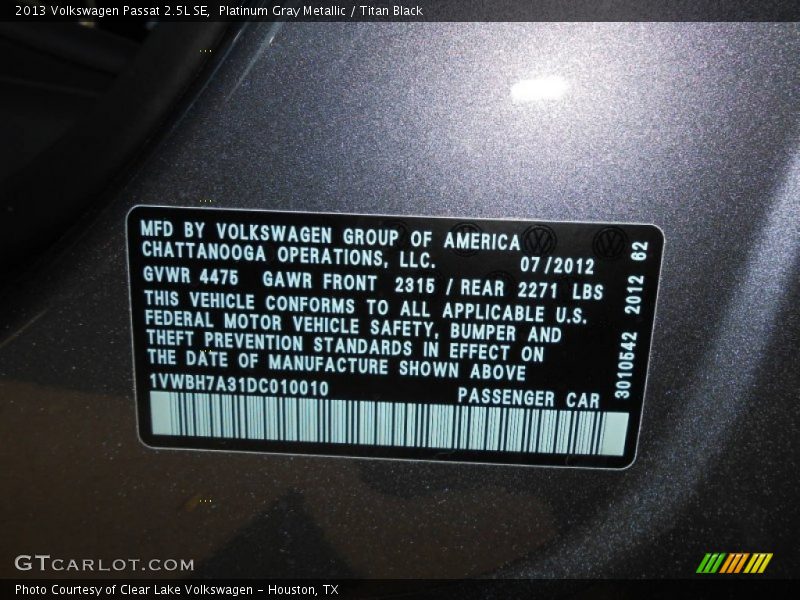 2013 Volkswagen Passat 2.5L SE, Platinum Gray Metallic / Titan Black
MFD BY VOLKSWAGEN GROUP OF AMERICA
CHATTANOOGA OPERATIONS, LLC. 07/2012
GVWR 4475 GAWR FRONT 2315 / REAR 2271 LBS
THIS VEHICLE CONFORMS TO ALL APPLICABLE U.S.
FEDERAL MOTOR VEHICLE SAFETY, BUMPER AND
THEFT PREVENTION STANDARDS IN EFFECT ON
THE DATE OF MANUFACTURE SHOWN ABOVE
1VWBH7A31DC010010 PASSENGER CAR
3010542 2012 62
GTCARLOT.COM
Photo Courtesy of Clear Lake Volkswagen - Houston, TX